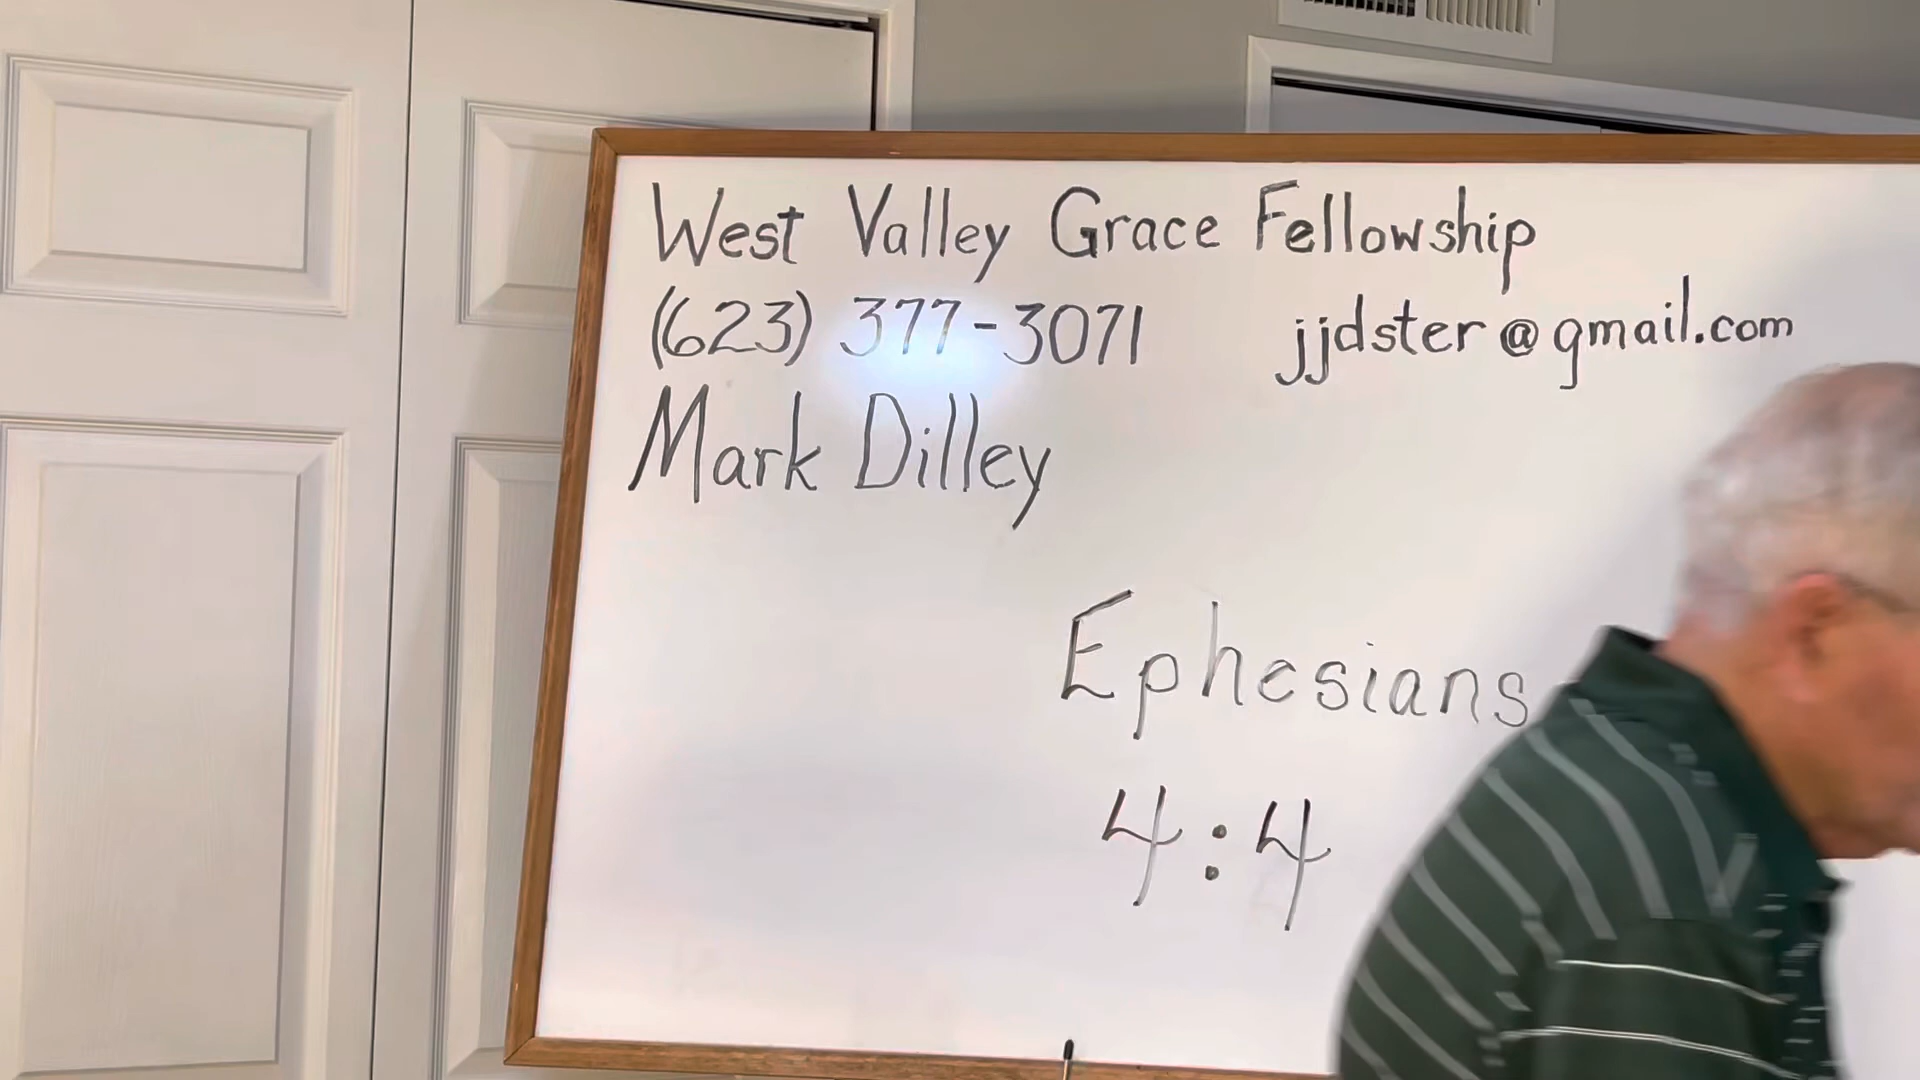 West Valley Grace Fellowship
(623) 377-3071 jjdster@gmail.com
Mark Dilley
Ephesians
4:4